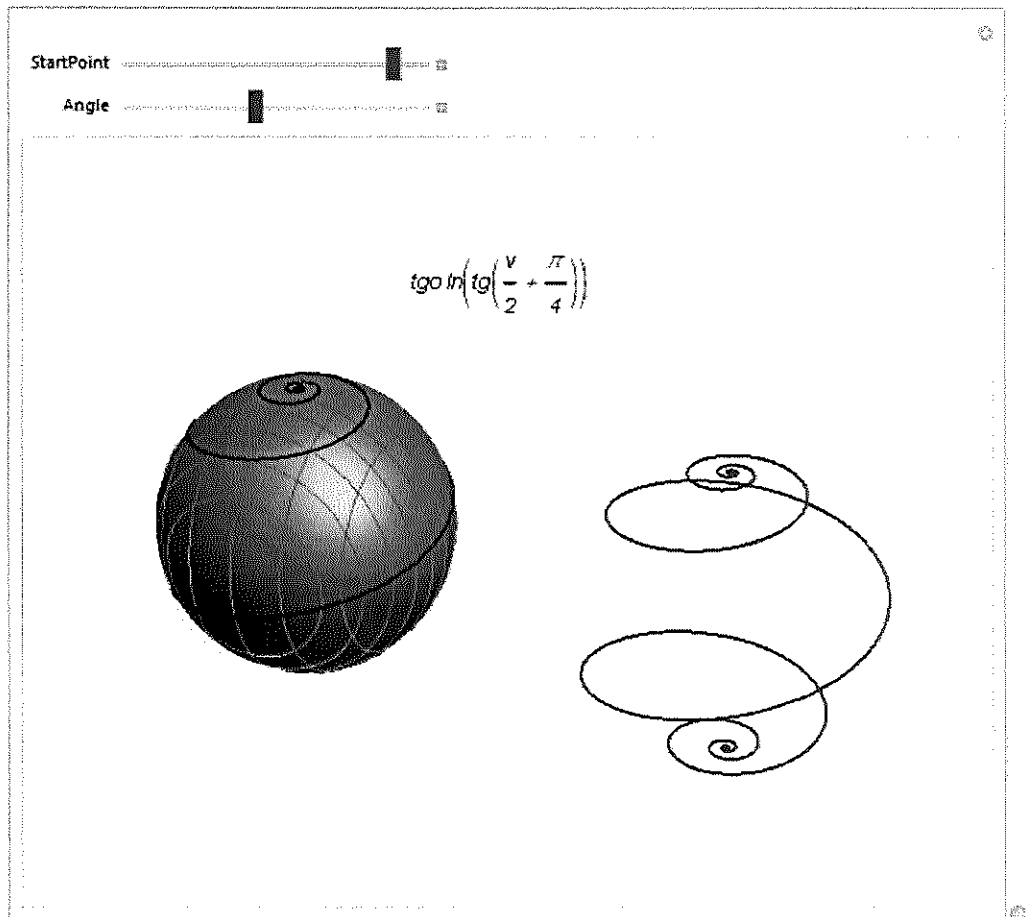 StartPoint
Angle
tgα ln(tg(v/2 + π/4))